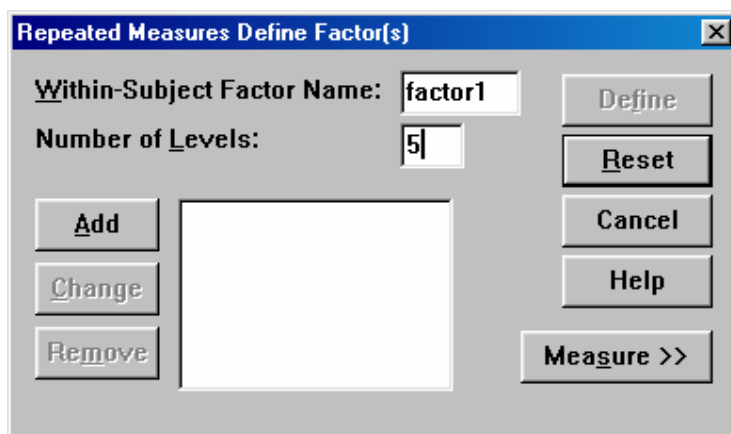 Repeated Measures Define Factor(s)
Within-Subject Factor Name: factor1
Define
Number of Levels: 5
Reset
Add
Cancel
Change
Help
Remove
Measure >>